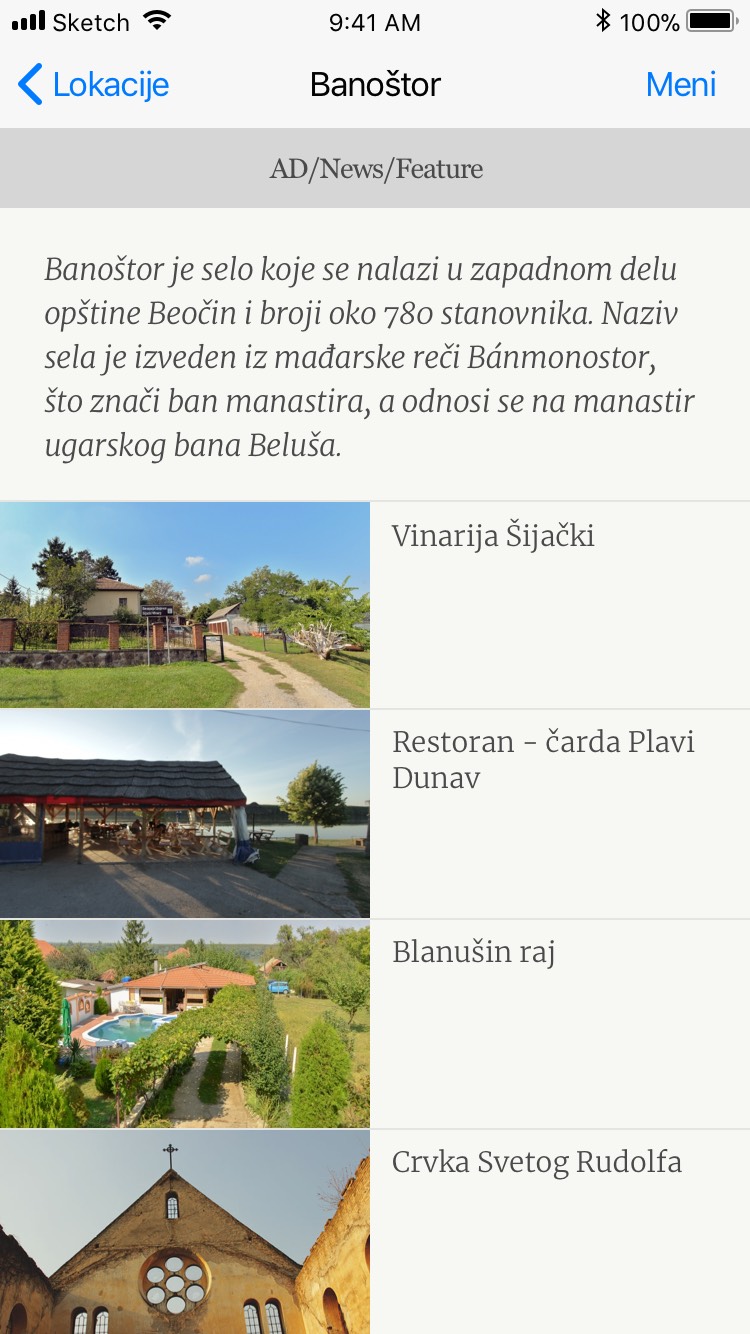 Sketch 9:41 AM 100%
Lokacije Banoštor Meni
AD/News/Feature
Banoštor je selo koje se nalazi u zapadnom delu
opštine Beočin i broji oko 780 stanovnika. Naziv
sela je izveden iz mađarske reči Bánmonostor,
što znači ban manastira, a odnosi se na manastir
ugarskog bana Beluša.
Vinarija Šijački
Restoran - čarda Plavi
Dunav
Blanušin raj
Crvka Svetog Rudolfa